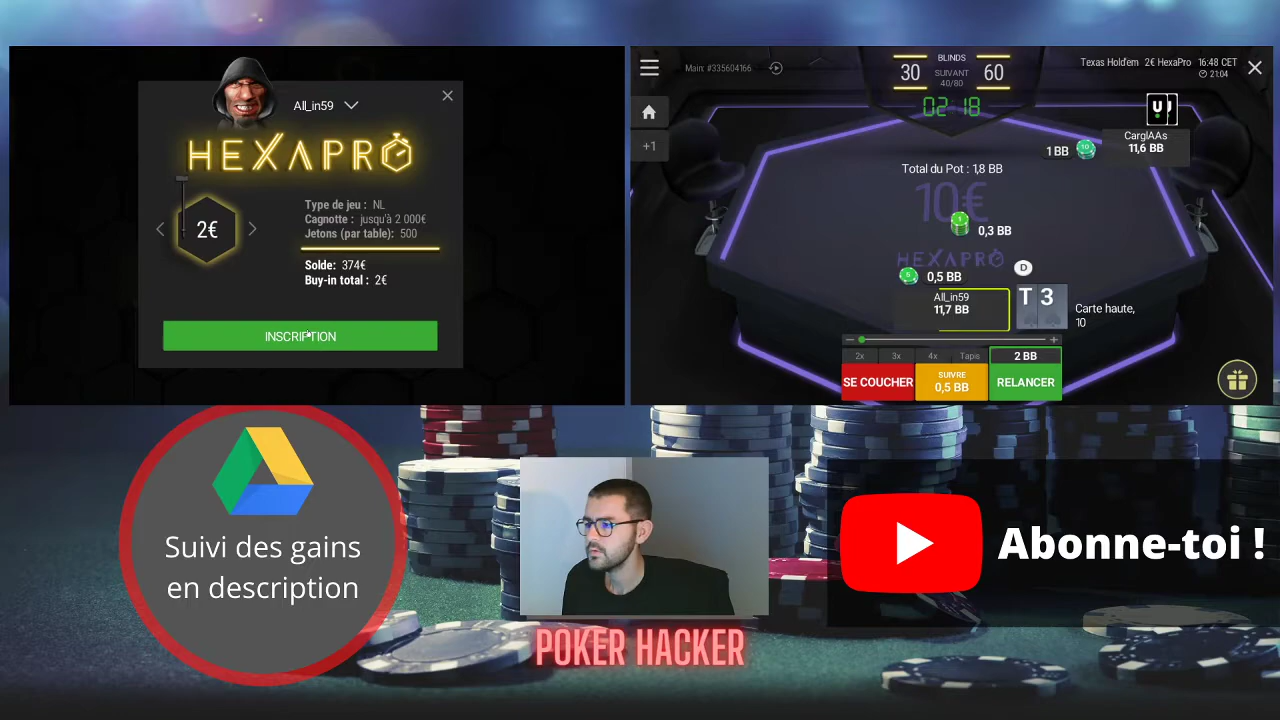 All_in59
HEXAPRO
2€
Type de jeu : NL
Cagnotte : jusqu'à 2 000€
Jetons (par table): 500
Solde: 374€
Buy-in total : 2€
INSCRIPTION
Main: #335604166
BLINDS
30
SUIVANT
40/80
60
02:18
Texas Hold'em 2€ HexaPro 16:48 CET
21:04
+1
CarglAAs
11,6 BB
1 BB
10
Total du Pot : 1,8 BB
10€
1
0,3 BB
HEXAPRO
5
0,5 BB
D
All_in59
11,7 BB
T 3
Carte haute,
10
2x 3x 4x Tapis 2 BB
SE COUCHER
SUIVRE
0,5 BB
RELANCER
Suivi des gains
en description
Abonne-toi !
POKER HACKER